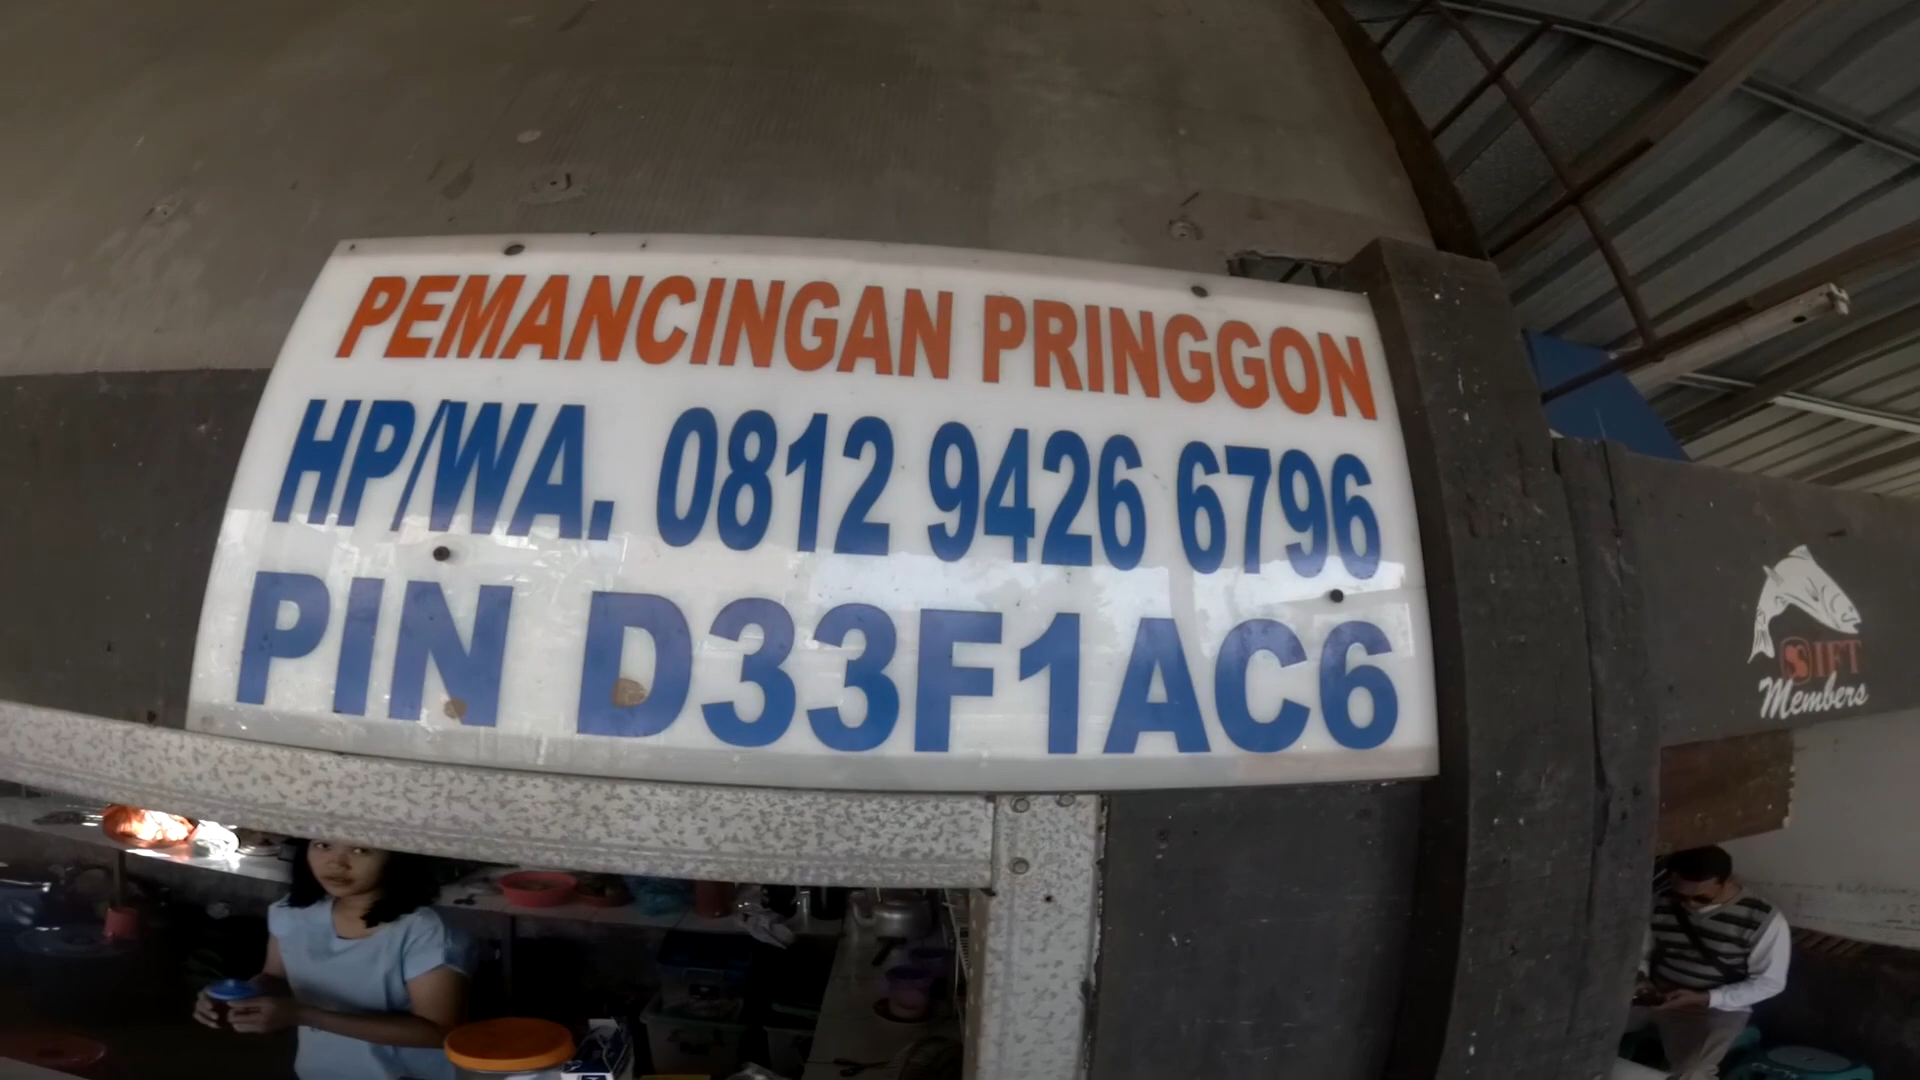 PEMANCINGAN PRINGGON
HP/WA. 0812 9426 6796
PIN D33F1AC6
SIFT
Members